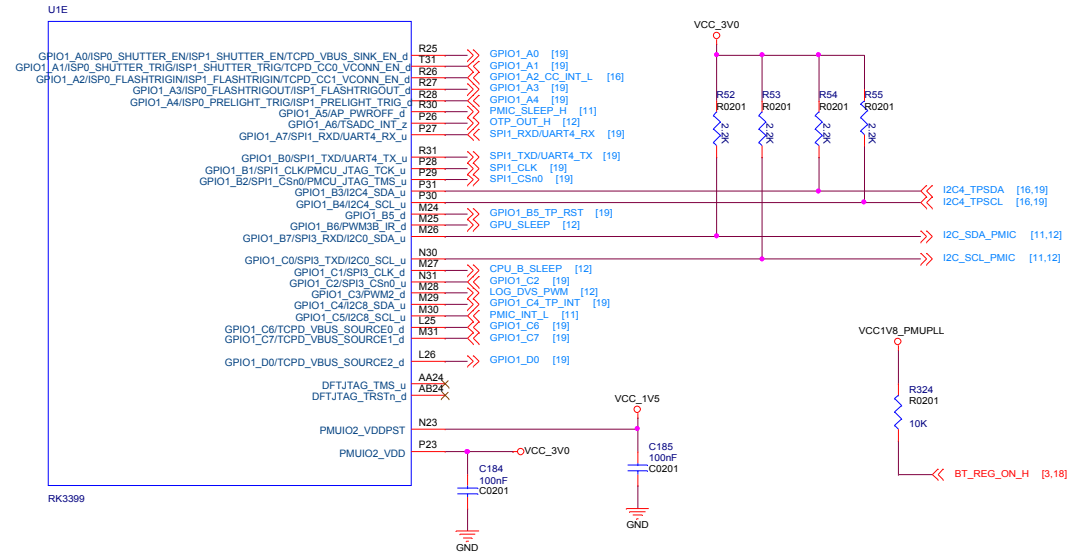 U1E
GPIO1_A0/ISP0_SHUTTER_EN/ISP1_SHUTTER_EN/TCPD_VBUS_SINK_EN_d R25 GPIO1_A0 [19]
GPIO1_A1/ISP0_SHUTTER_TRIG/ISP1_SHUTTER_TRIG/TCPD_CC0_VCONN_EN_d T31 GPIO1_A1 [19]
GPIO1_A2/ISP0_FLASHTRIGIN/ISP1_FLASHTRIGIN/TCPD_CC1_VCONN_EN_d R26 GPIO1_A2_CC_INT_L [16]
GPIO1_A3/ISP0_FLASHTRIGOUT/ISP1_FLASHTRIGOUT_d R27 GPIO1_A3 [19]
GPIO1_A4/ISP0_PRELIGHT_TRIG/ISP1_PRELIGHT_TRIG_d R28 GPIO1_A4 [19]
GPIO1_A5/AP_PWROFF_d R30 PMIC_SLEEP_H [11]
GPIO1_A6/TSADC_INT_z P26 OTP_OUT_H [12]
GPIO1_A7/SPI1_RXD/UART4_RX_u P27 SPI1_RXD/UART4_RX [19]
GPIO1_B0/SPI1_TXD/UART4_TX_u R31 SPI1_TXD/UART4_TX [19]
GPIO1_B1/SPI1_CLK/PMCU_JTAG_TCK_u P28 SPI1_CLK [19]
GPIO1_B2/SPI1_CSn0/PMCU_JTAG_TMS_u P29 SPI1_CSn0 [19]
GPIO1_B3/I2C4_SDA_u P31 I2C4_TPSDA [16,19]
GPIO1_B4/I2C4_SCL_u P30 I2C4_TPSCL [16,19]
GPIO1_B5_d M24 GPIO1_B5_TP_RST [19]
GPIO1_B6/PWM3B_IR_d M25 GPU_SLEEP [12]
GPIO1_B7/SPI3_RXD/I2C0_SDA_u M26 I2C_SDA_PMIC [11,12]
GPIO1_C0/SPI3_TXD/I2C0_SCL_u N30 I2C_SCL_PMIC [11,12]
GPIO1_C1/SPI3_CLK_d M27 CPU_B_SLEEP [12]
GPIO1_C2/SPI3_CSn0_u N31 GPIO1_C2 [19]
GPIO1_C3/PWM2_d M28 LOG_DVS_PWM [12]
GPIO1_C4/I2C8_SDA_u M29 GPIO1_C4_TP_INT [19]
GPIO1_C5/I2C8_SCL_u M30 PMIC_INT_L [11]
GPIO1_C6/TCPD_VBUS_SOURCE0_d L25 GPIO1_C6 [19]
GPIO1_C7/TCPD_VBUS_SOURCE1_d M31 GPIO1_C7 [19]
GPIO1_D0/TCPD_VBUS_SOURCE2_d L26 GPIO1_D0 [19]
DFTJTAG_TMS_u AA24
DFTJTAG_TRSTn_d AB24
PMUIO2_VDDPST N23
PMUIO2_VDD P23 VCC_3V0
RK3399
C184
100nF
C0201
GND
VCC_1V5
C185
100nF
C0201
GND
VCC_3V0
R52 R53 R54 R55
R0201 R0201 R0201 R0201
2.2K 2.2K 2.2K 2.2K
VCC1V8_PMUPLL
R324
R0201
10K
BT_REG_ON_H [3,18]